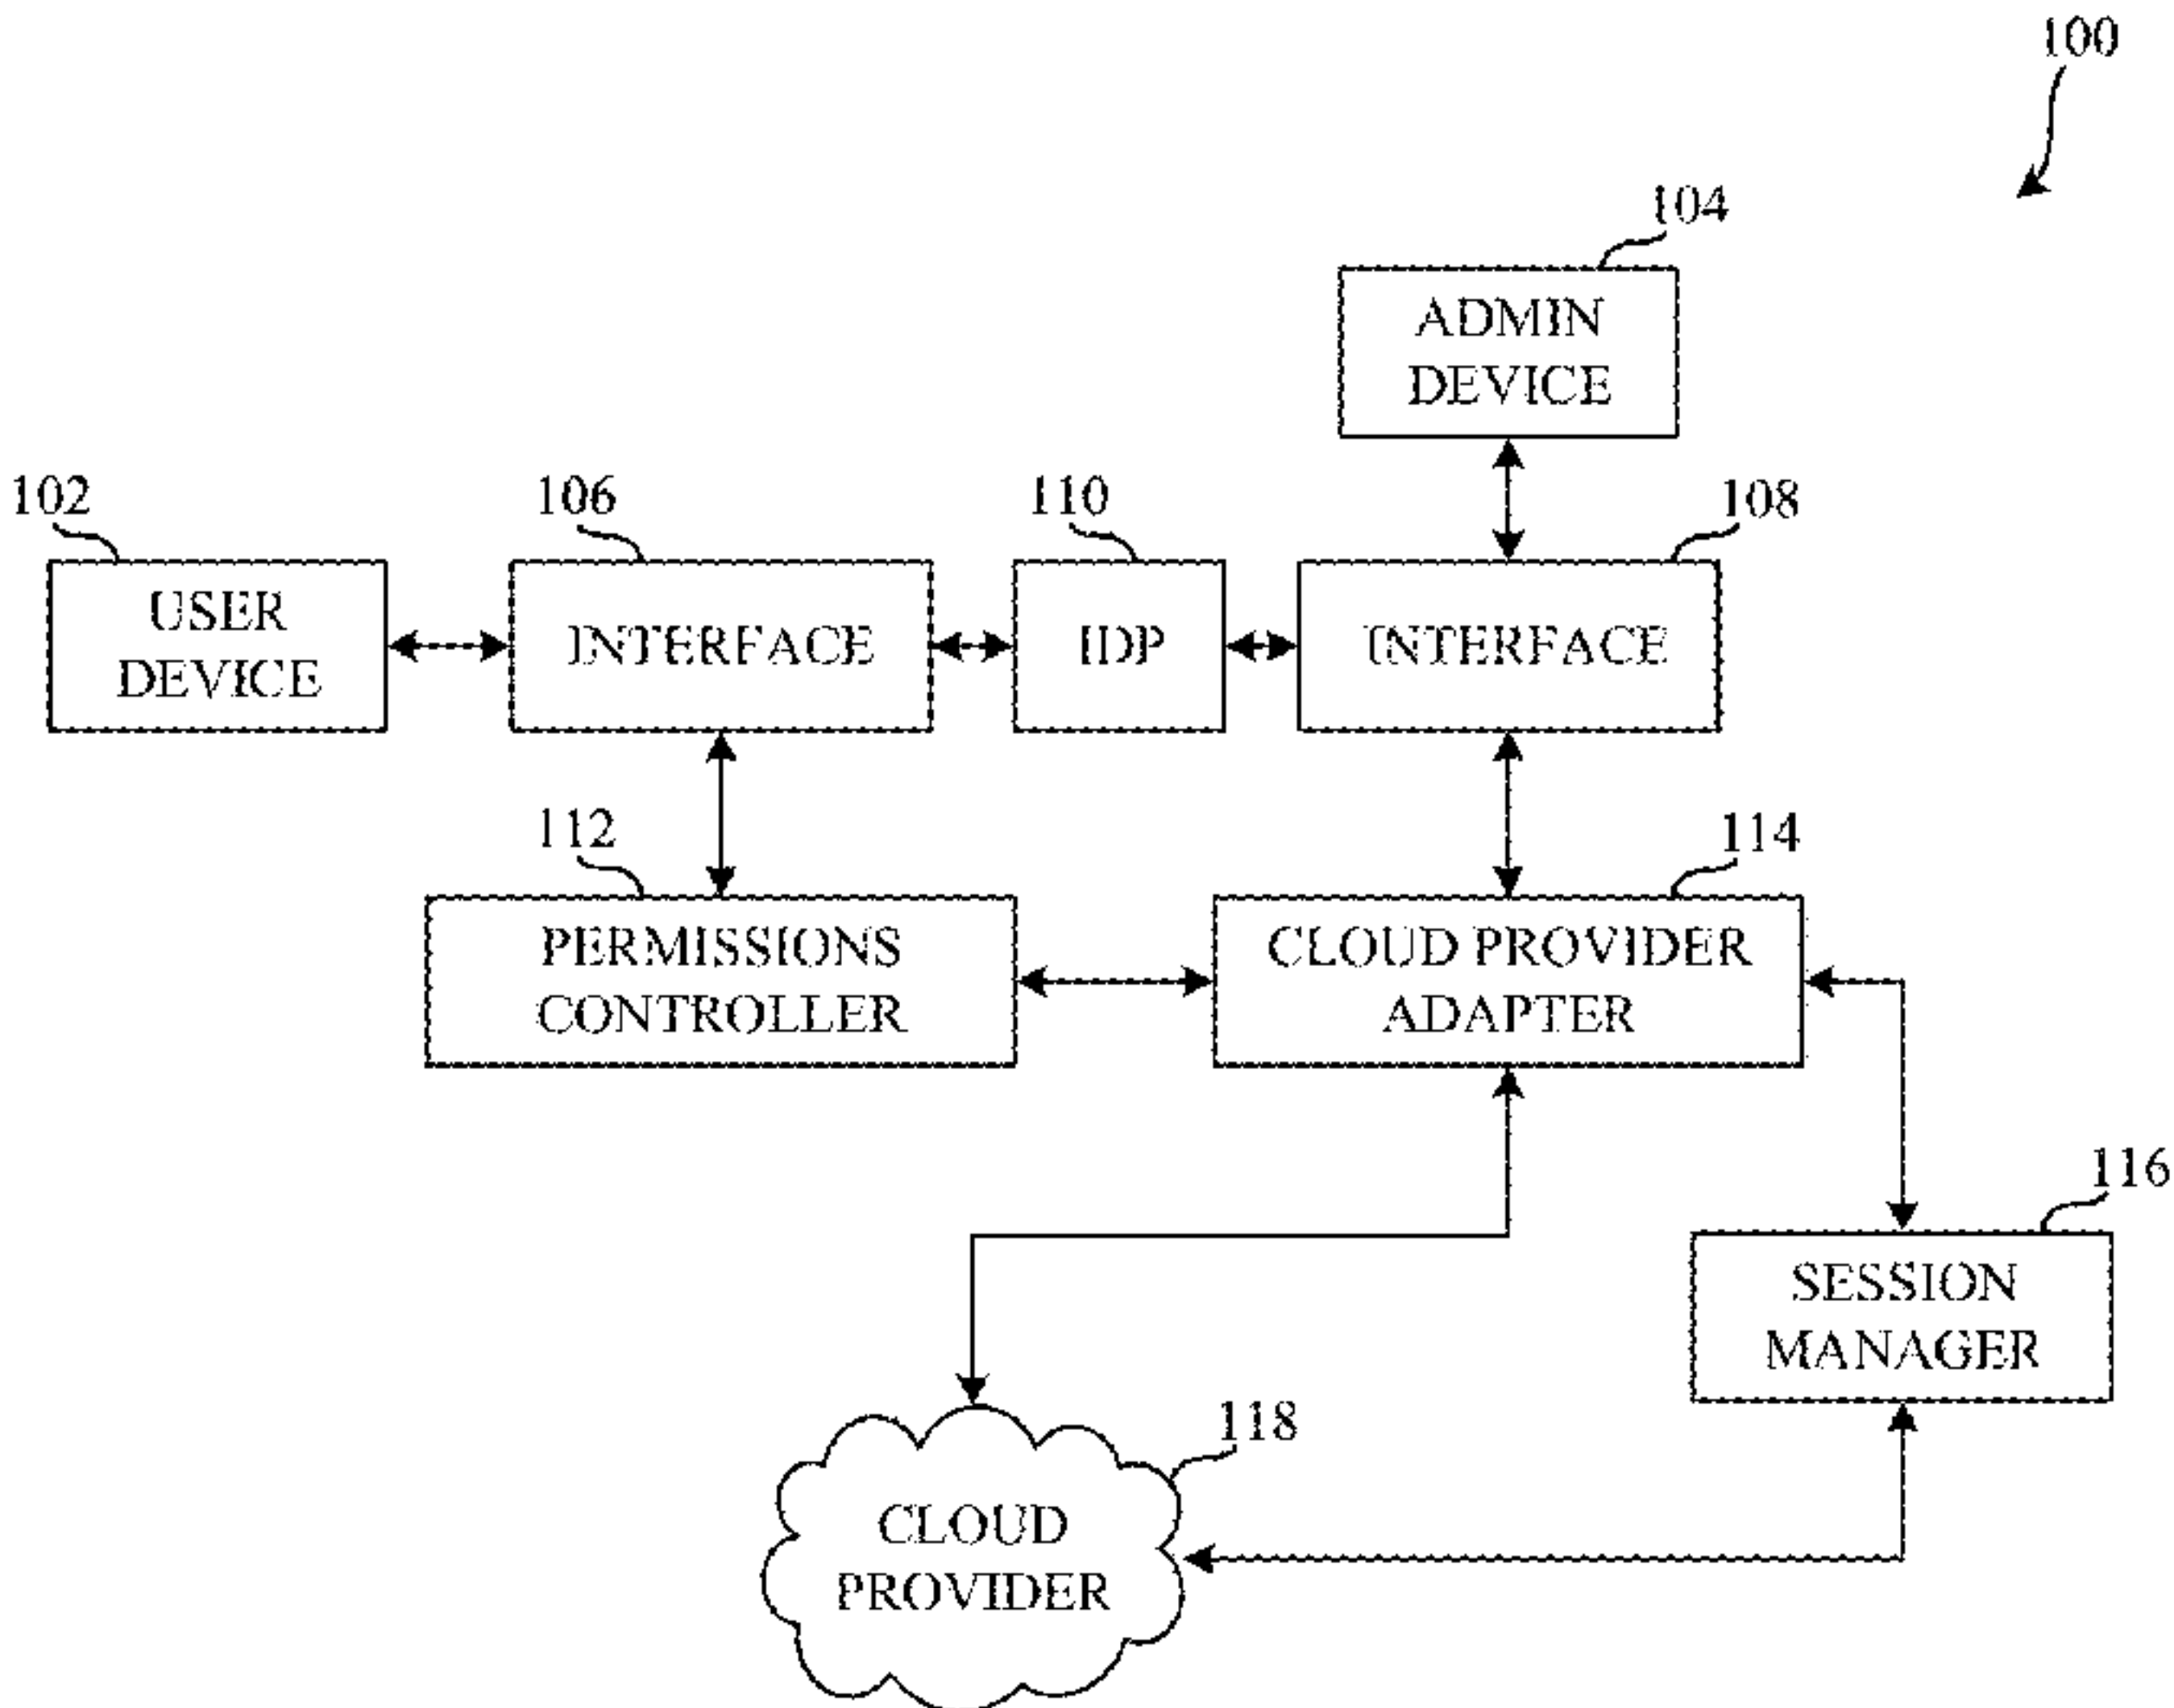 100
104
ADMIN
DEVICE
102
106
110
108
USER
DEVICE
INTERFACE
IDP
INTERFACE
112
114
PERMISSIONS
CONTROLLER
CLOUD PROVIDER
ADAPTER
116
SESSION
MANAGER
118
CLOUD
PROVIDER